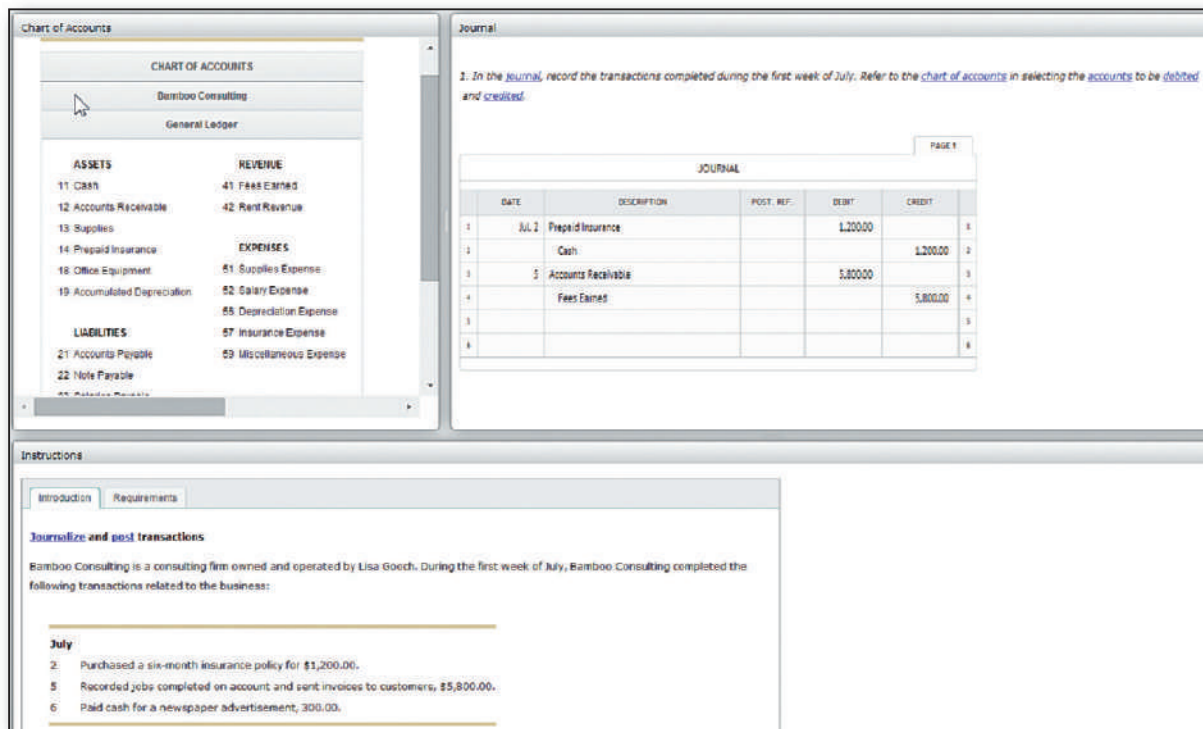 Chart of Accounts
CHART OF ACCOUNTS
Bamboo Consulting
General Ledger
ASSETS
11 Cash
12 Accounts Receivable
13 Supplies
14 Prepaid Insurance
18 Office Equipment
19 Accumulated Depreciation
LIABILITIES
21 Accounts Payable
22 Note Payable
REVENUE
41 Fees Earned
42 Rent Revenue
EXPENSES
51 Supplies Expense
52 Salary Expense
55 Depreciation Expense
57 Insurance Expense
59 Miscellaneous Expense
Journal
1. In the journal, record the transactions completed during the first week of July. Refer to the chart of accounts in selecting the accounts to be debited
and credited.
PAGE 1
JOURNAL
DATE DESCRIPTION POST. REF. DEBIT CREDIT
1 Jul. 2 Prepaid Insurance 1,200.00 1
2 Cash 1,200.00 2
3 5 Accounts Receivable 5,800.00 3
4 Fees Earned 5,800.00 4
5 5
6 6
Instructions
Introduction Requirements
Journalize and post transactions
Bamboo Consulting is a consulting firm owned and operated by Lisa Gooch. During the first week of July, Bamboo Consulting completed the
following transactions related to the business:
July
2 Purchased a six-month insurance policy for $1,200.00.
5 Recorded jobs completed on account and sent invoices to customers, $5,800.00.
6 Paid cash for a newspaper advertisement, 300.00.